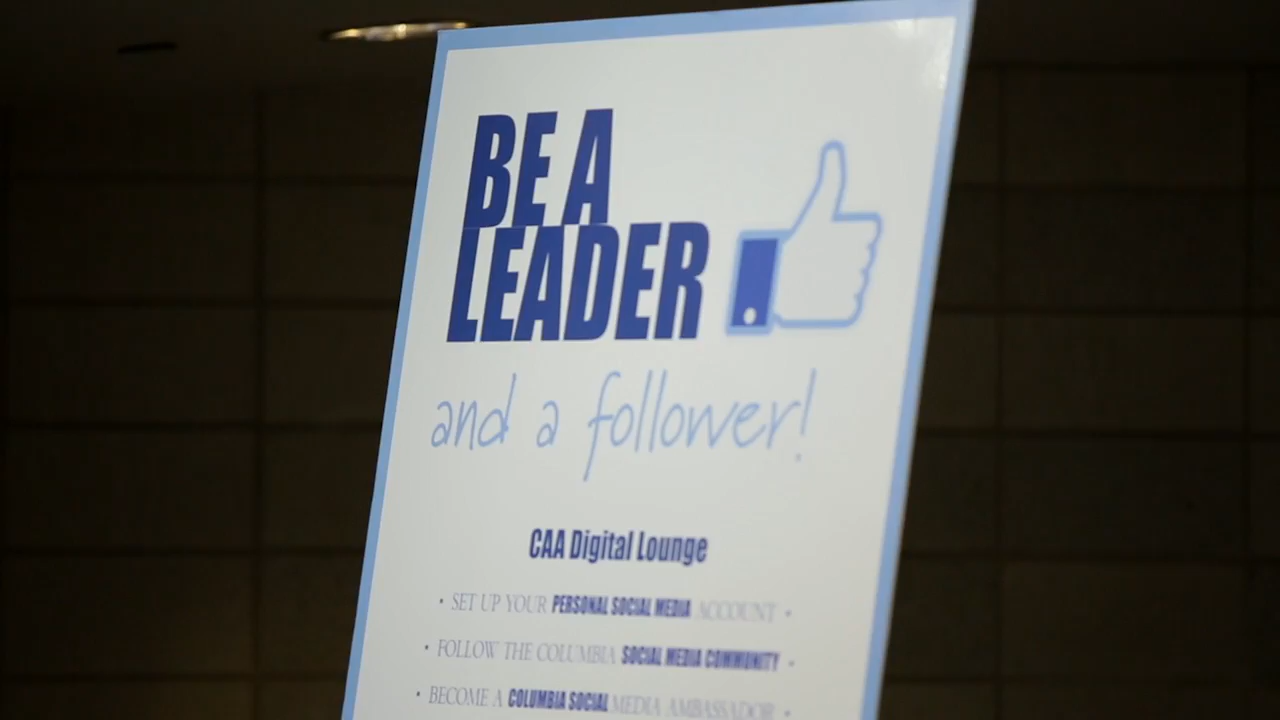 BE A
LEADER
and a follower!
CAA Digital Lounge
• SET UP YOUR PERSONAL SOCIAL MEDIA ACCOUNT •
• FOLLOW THE COLUMBIA SOCIAL MEDIA COMMUNITY •
• BECOME A COLUMBIA SOCIAL MEDIA AMBASSADOR •